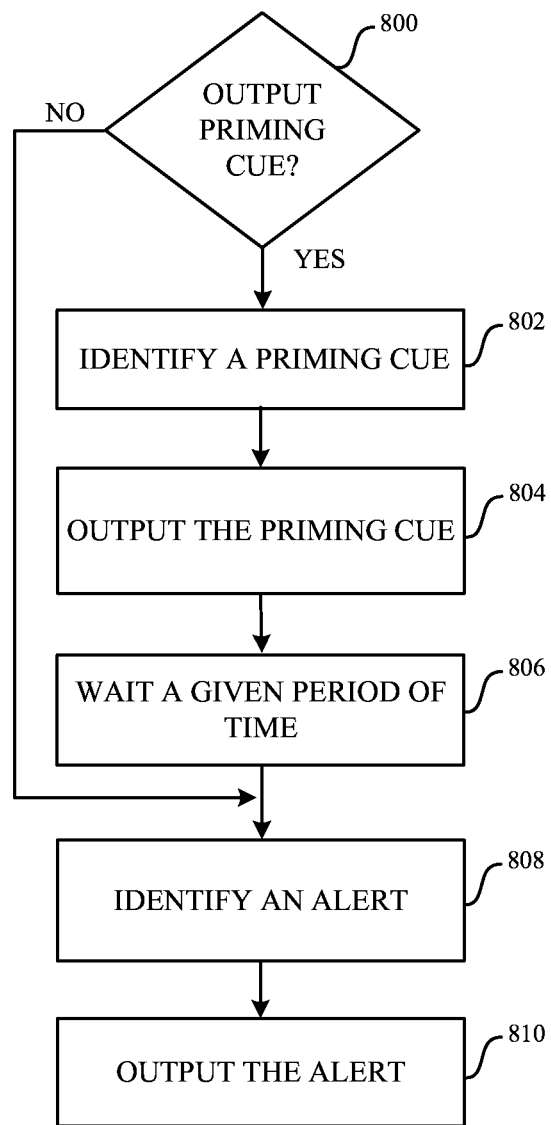 800
OUTPUT
PRIMING
CUE?
NO
YES
802
IDENTIFY A PRIMING CUE
804
OUTPUT THE PRIMING CUE
806
WAIT A GIVEN PERIOD OF
TIME
808
IDENTIFY AN ALERT
810
OUTPUT THE ALERT